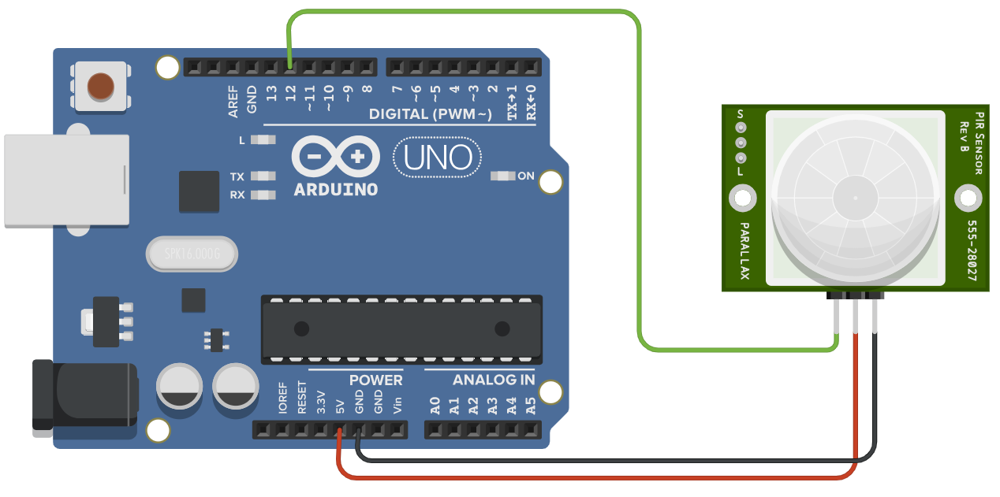 AREF
GND
13
12
~11
~10
~9
8
7
~6
~5
4
~3
2
TX→1
RX←0
DIGITAL (PWM~)
L
TX
RX
ARDUINO
UNO
ON
SPK16.000G
POWER
ANALOG IN
IOREF
RESET
3.3V
5V
GND
GND
Vin
A0
A1
A2
A3
A4
A5
S
L
PARALLAX
PIR SENSOR
REV B
555-28027